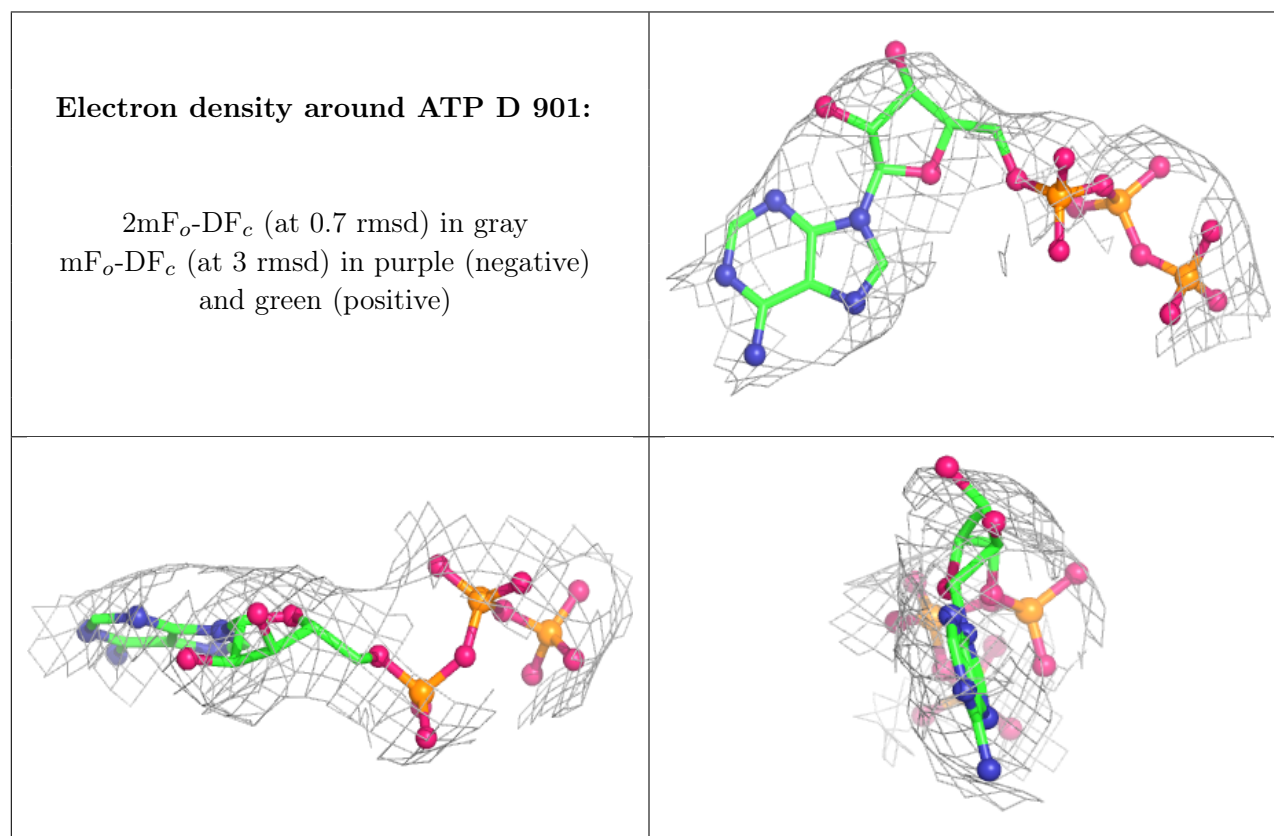 Electron density around ATP D 901:
2mFo-DFc (at 0.7 rmsd) in gray
mFo-DFc (at 3 rmsd) in purple (negative)
and green (positive)